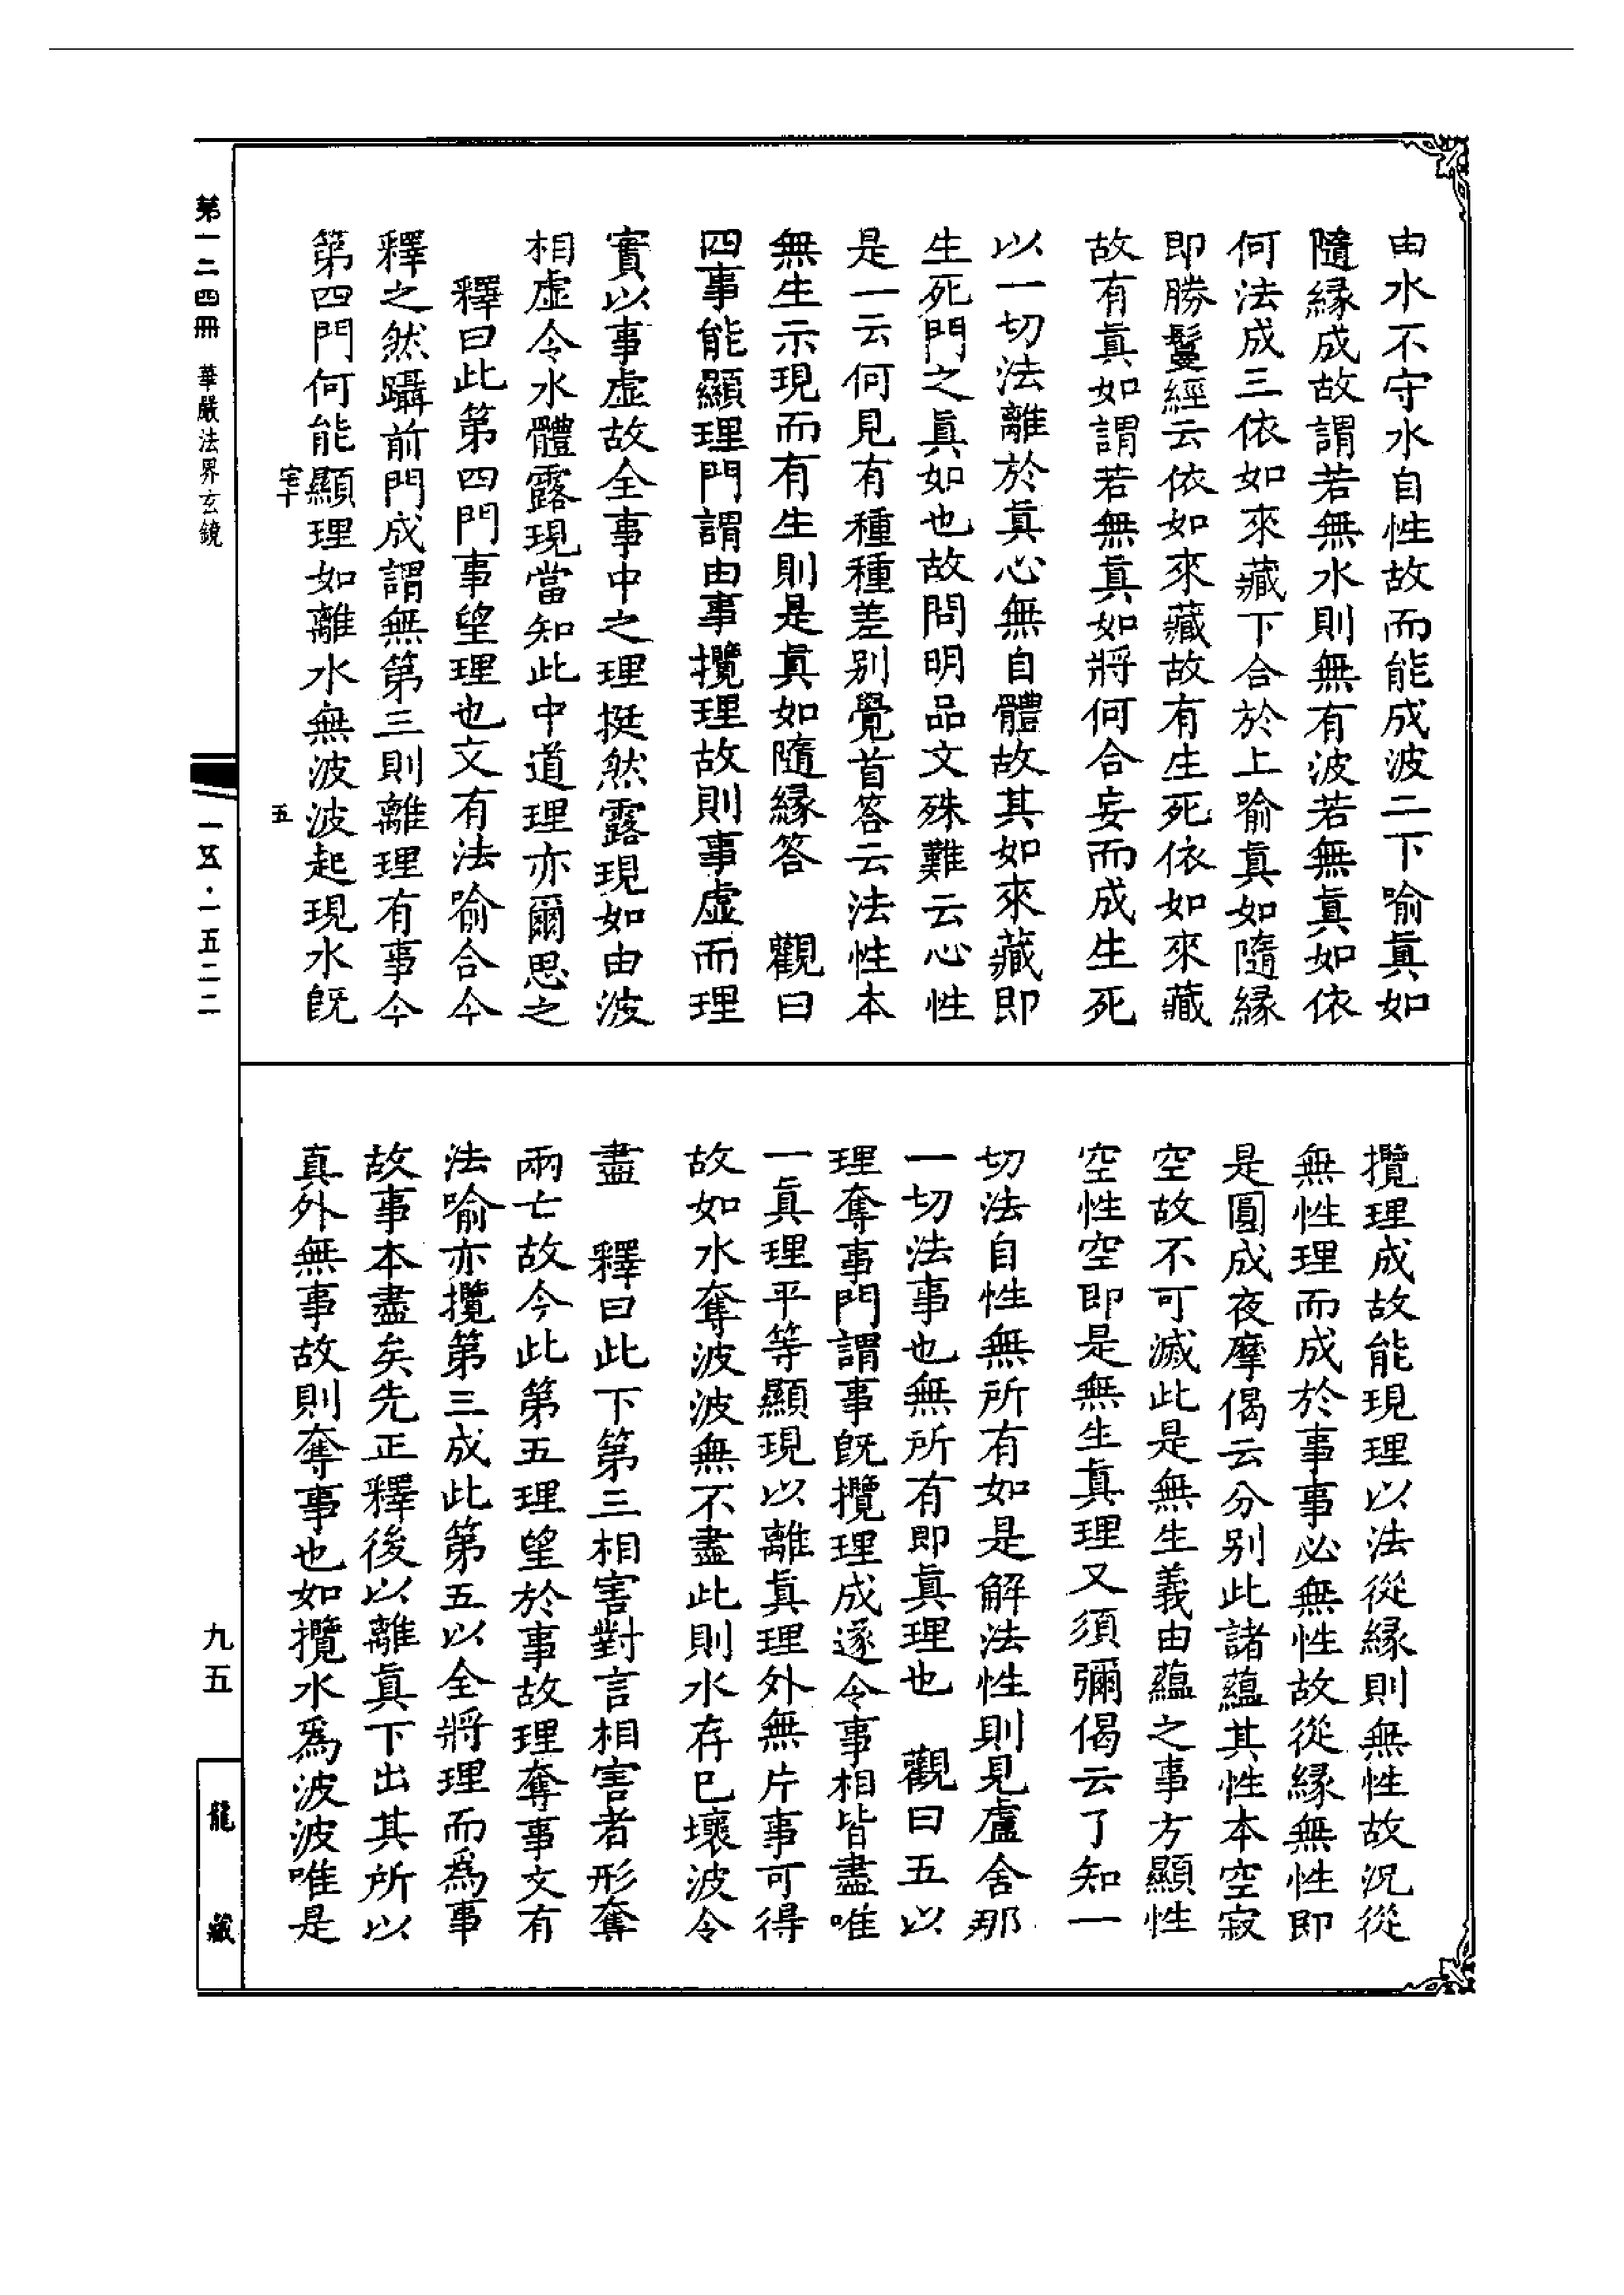 由水不守水自性故而能成波二下喻真如
隨緣成故謂若無水則無有波若無真如依
何法成三依如來藏下合於上喻真如隨緣
即勝鬘經云依如來藏故有生死依如來藏
故有真如謂若無真如將何合妄而成生死
以一切法離於真心無自體故其如來藏即
生死門之真如也故問明品文殊難云心性
是一云何見有種種差別覺首答云法性本
無生示現而有生則是真如隨緣答　觀曰
四事能顯理門謂由事攬理故則事虛而理
實以事虛故全事中之理挺然露現如由波
相虛令水體露現當知此中道理亦爾思之
釋曰此第四門事望理也文有法喻合今
釋之然躡前門成謂無第三則離理有事今
第四門何能顯理如離水無波波起現水既
攬理成故能現理以法從緣則無性故況從
無性理而成於事事必無性故從緣無性即
是圓成夜摩偈云分別此諸蘊其性本空寂
空故不可滅此是無生義由蘊之事方顯性
空性空即是無生真理又須彌偈云了知一
切法自性無所有如是解法性則見盧舍那
一切法事也無所有即真理也　觀曰五以
理奪事門謂事既攬理成遂令事相皆盡唯
一真理平等顯現以離真理外無片事可得
故如水奪波波無不盡此則水存已壞波令
盡　釋曰此下第三相害對言相害者形奪
兩亡故今此第五理望於事故理奪事文有
法喻亦攬第三成此第五以全將理而為事
故事本盡矣先正釋後以離真下出其所以
真外無事故則奪事也如攬水為波波唯是
第一二四冊　華嚴法界玄鏡
宅十
五
一五五・一五二二
九五
龍藏